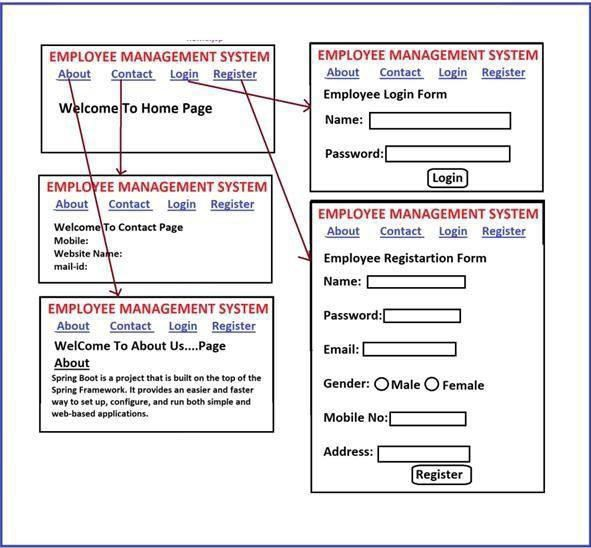 EMPLOYEE MANAGEMENT SYSTEM
About Contact Login Register
Welcome To Home Page
EMPLOYEE MANAGEMENT SYSTEM
About Contact Login Register
Welcome To Contact Page
Mobile:
Website Name:
mail-id:
EMPLOYEE MANAGEMENT SYSTEM
About Contact Login Register
WelCome To About Us....Page
About
Spring Boot is a project that is built on the top of the
Spring Framework. It provides an easier and faster
way to set up, configure, and run both simple and
web-based applications.
EMPLOYEE MANAGEMENT SYSTEM
About Contact Login Register
Employee Login Form
Name:
Password:
Login
EMPLOYEE MANAGEMENT SYSTEM
About Contact Login Register
Employee Registartion Form
Name:
Password:
Email:
Gender: Male Female
Mobile No:
Address:
Register